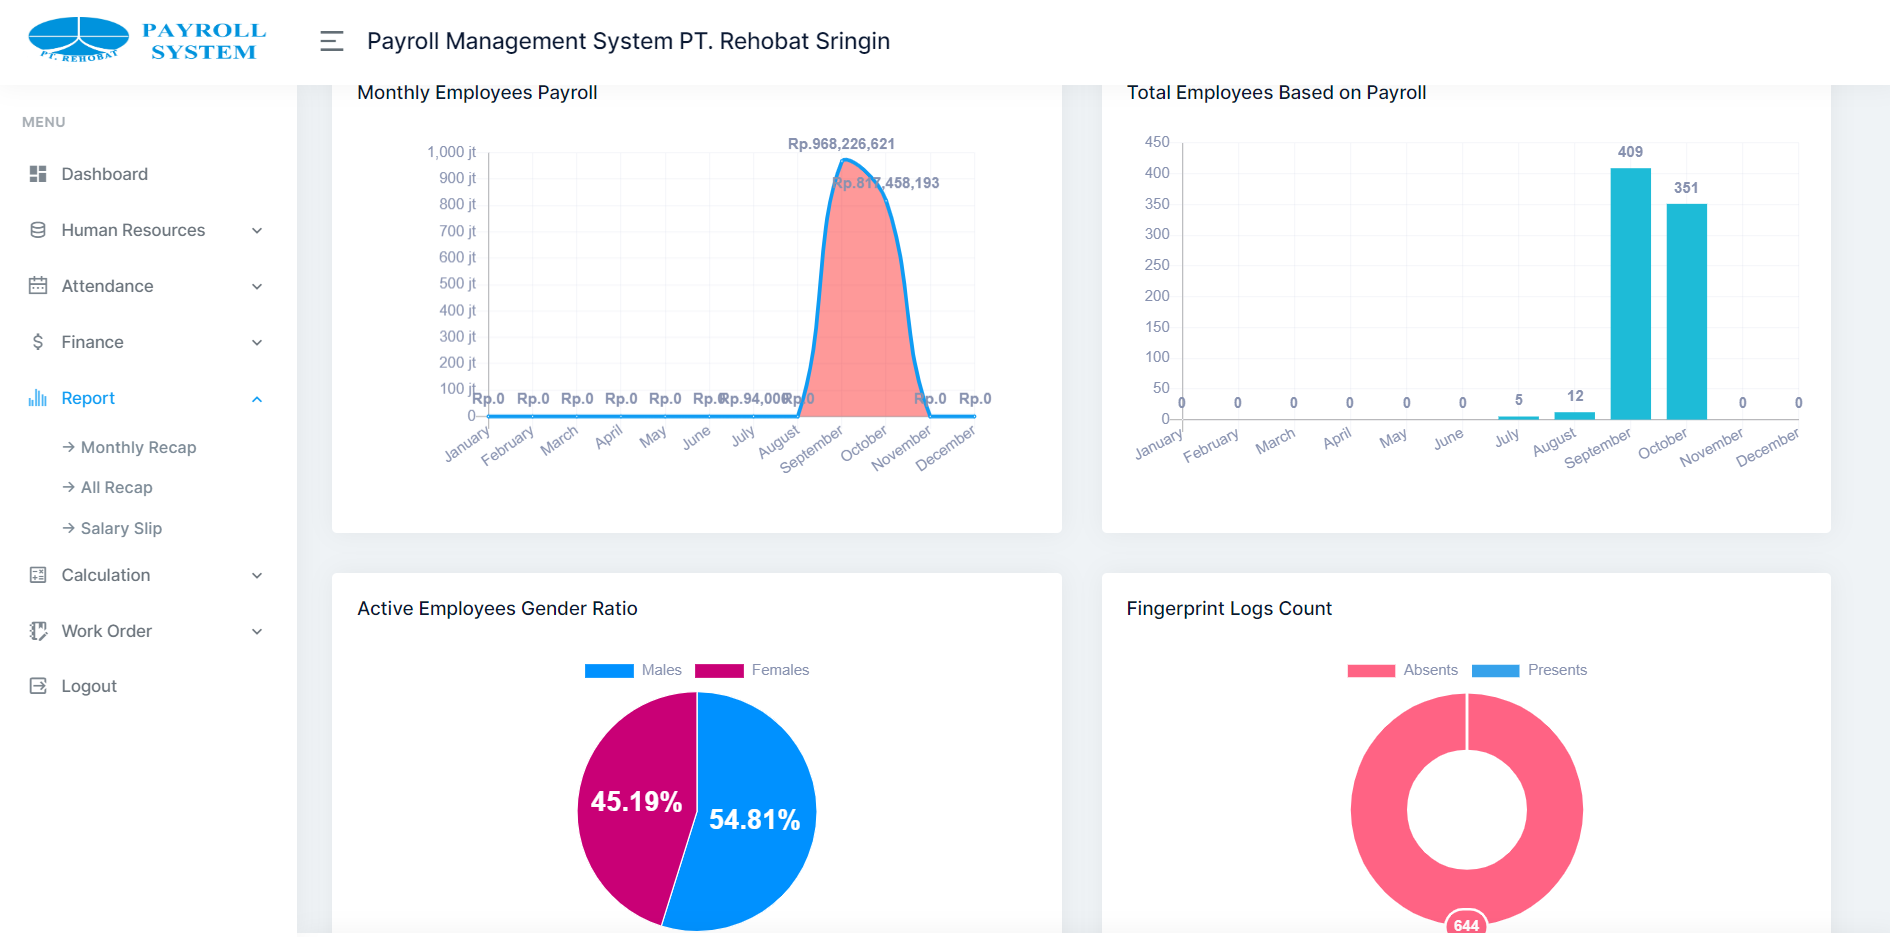 PAYROLL
SYSTEM
PT. REHOBAT
Payroll Management System PT. Rehobat Sringin
MENU
Dashboard
Human Resources
Attendance
Finance
Report
Monthly Recap
All Recap
Salary Slip
Calculation
Work Order
Logout
Monthly Employees Payroll
Rp.968,226,621
Rp.817,458,193
1,000 jt
900 jt
800 jt
700 jt
600 jt
500 jt
400 jt
300 jt
200 jt
100 jt
0
Rp.0 Rp.0 Rp.0 Rp.0 Rp.0 Rp.0 Rp.94,000 Rp.0 Rp.0 Rp.0
January February March April May June July August September October November December
Total Employees Based on Payroll
450
400
350
300
250
200
150
100
50
0
0 0 0 0 0 0 5 12 409 351 0 0
January February March April May June July August September October November December
Active Employees Gender Ratio
Males Females
45.19%
54.81%
Fingerprint Logs Count
Absents Presents
644